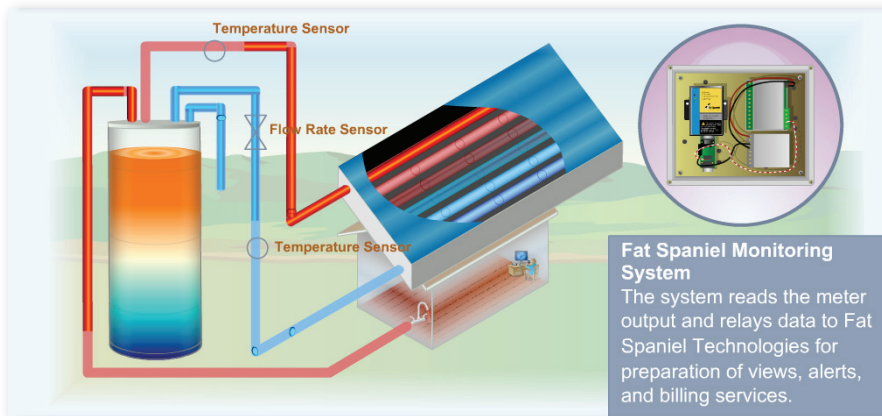 Temperature Sensor
Flow Rate Sensor
Temperature Sensor
Fat Spaniel Monitoring
System
The system reads the meter
output and relays data to Fat
Spaniel Technologies for
preparation of views, alerts,
and billing services.